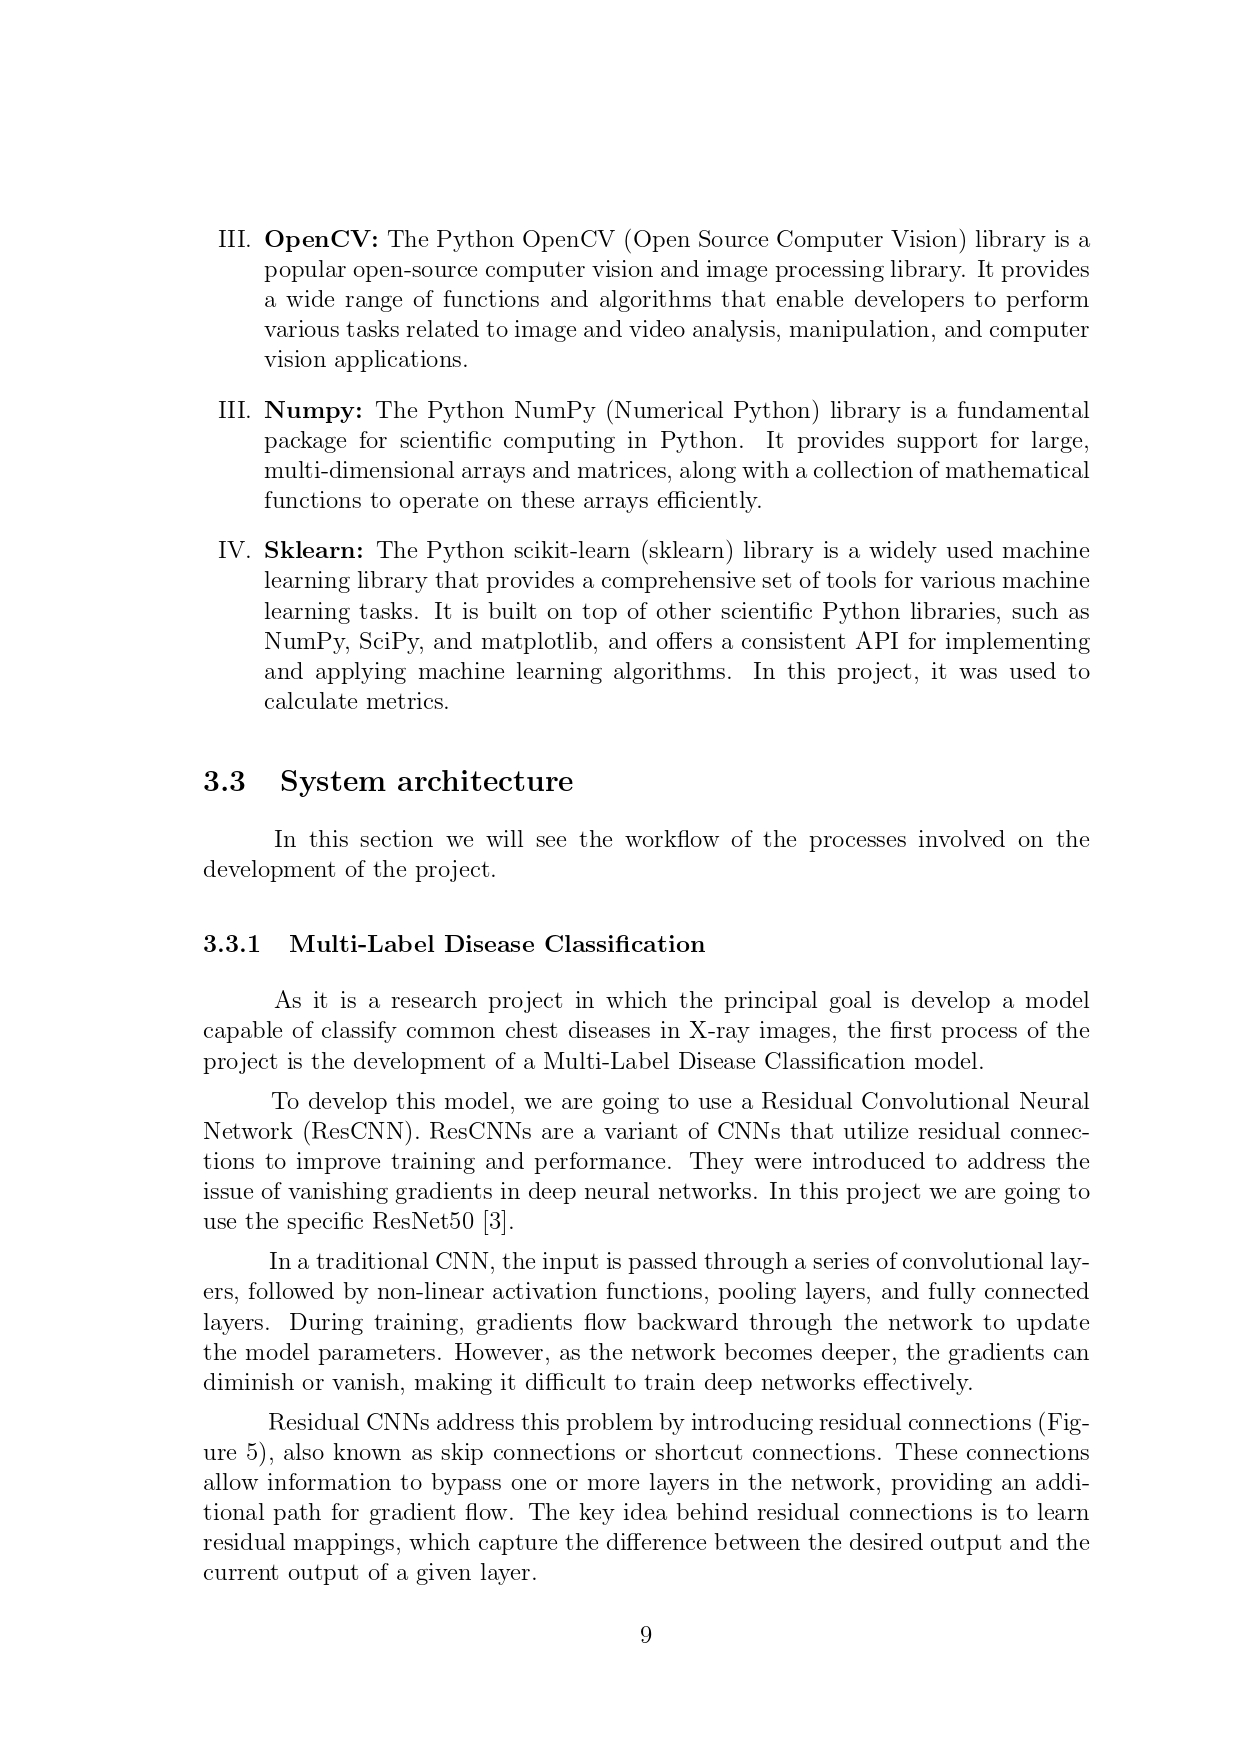 III. OpenCV: The Python OpenCV (Open Source Computer Vision) library is a
popular open-source computer vision and image processing library. It provides
a wide range of functions and algorithms that enable developers to perform
various tasks related to image and video analysis, manipulation, and computer
vision applications.
III. Numpy: The Python NumPy (Numerical Python) library is a fundamental
package for scientific computing in Python. It provides support for large,
multi-dimensional arrays and matrices, along with a collection of mathematical
functions to operate on these arrays efficiently.
IV. Sklearn: The Python scikit-learn (sklearn) library is a widely used machine
learning library that provides a comprehensive set of tools for various machine
learning tasks. It is built on top of other scientific Python libraries, such as
NumPy, SciPy, and matplotlib, and offers a consistent API for implementing
and applying machine learning algorithms. In this project, it was used to
calculate metrics.
3.3 System architecture
In this section we will see the workflow of the processes involved on the
development of the project.
3.3.1 Multi-Label Disease Classification
As it is a research project in which the principal goal is develop a model
capable of classify common chest diseases in X-ray images, the first process of the
project is the development of a Multi-Label Disease Classification model.
To develop this model, we are going to use a Residual Convolutional Neural
Network (ResCNN). ResCNNs are a variant of CNNs that utilize residual connec-
tions to improve training and performance. They were introduced to address the
issue of vanishing gradients in deep neural networks. In this project we are going to
use the specific ResNet50 [3].
In a traditional CNN, the input is passed through a series of convolutional lay-
ers, followed by non-linear activation functions, pooling layers, and fully connected
layers. During training, gradients flow backward through the network to update
the model parameters. However, as the network becomes deeper, the gradients can
diminish or vanish, making it difficult to train deep networks effectively.
Residual CNNs address this problem by introducing residual connections (Fig-
ure 5), also known as skip connections or shortcut connections. These connections
allow information to bypass one or more layers in the network, providing an addi-
tional path for gradient flow. The key idea behind residual connections is to learn
residual mappings, which capture the difference between the desired output and the
current output of a given layer.
9